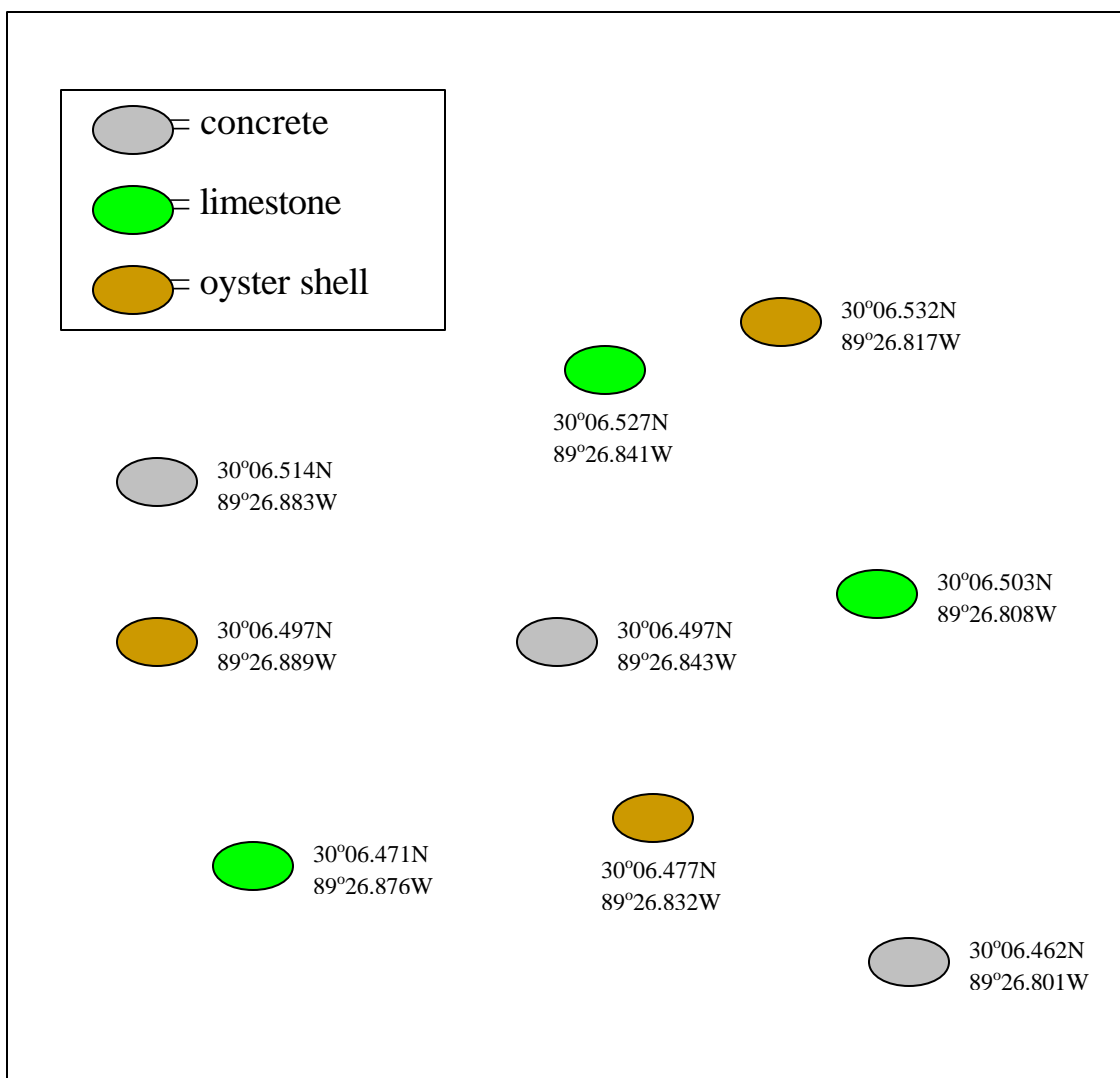 = concrete
= limestone
= oyster shell
30°06.532N
89°26.817W
30°06.527N
89°26.841W
30°06.514N
89°26.883W
30°06.503N
89°26.808W
30°06.497N
89°26.889W
30°06.497N
89°26.843W
30°06.471N
89°26.876W
30°06.477N
89°26.832W
30°06.462N
89°26.801W